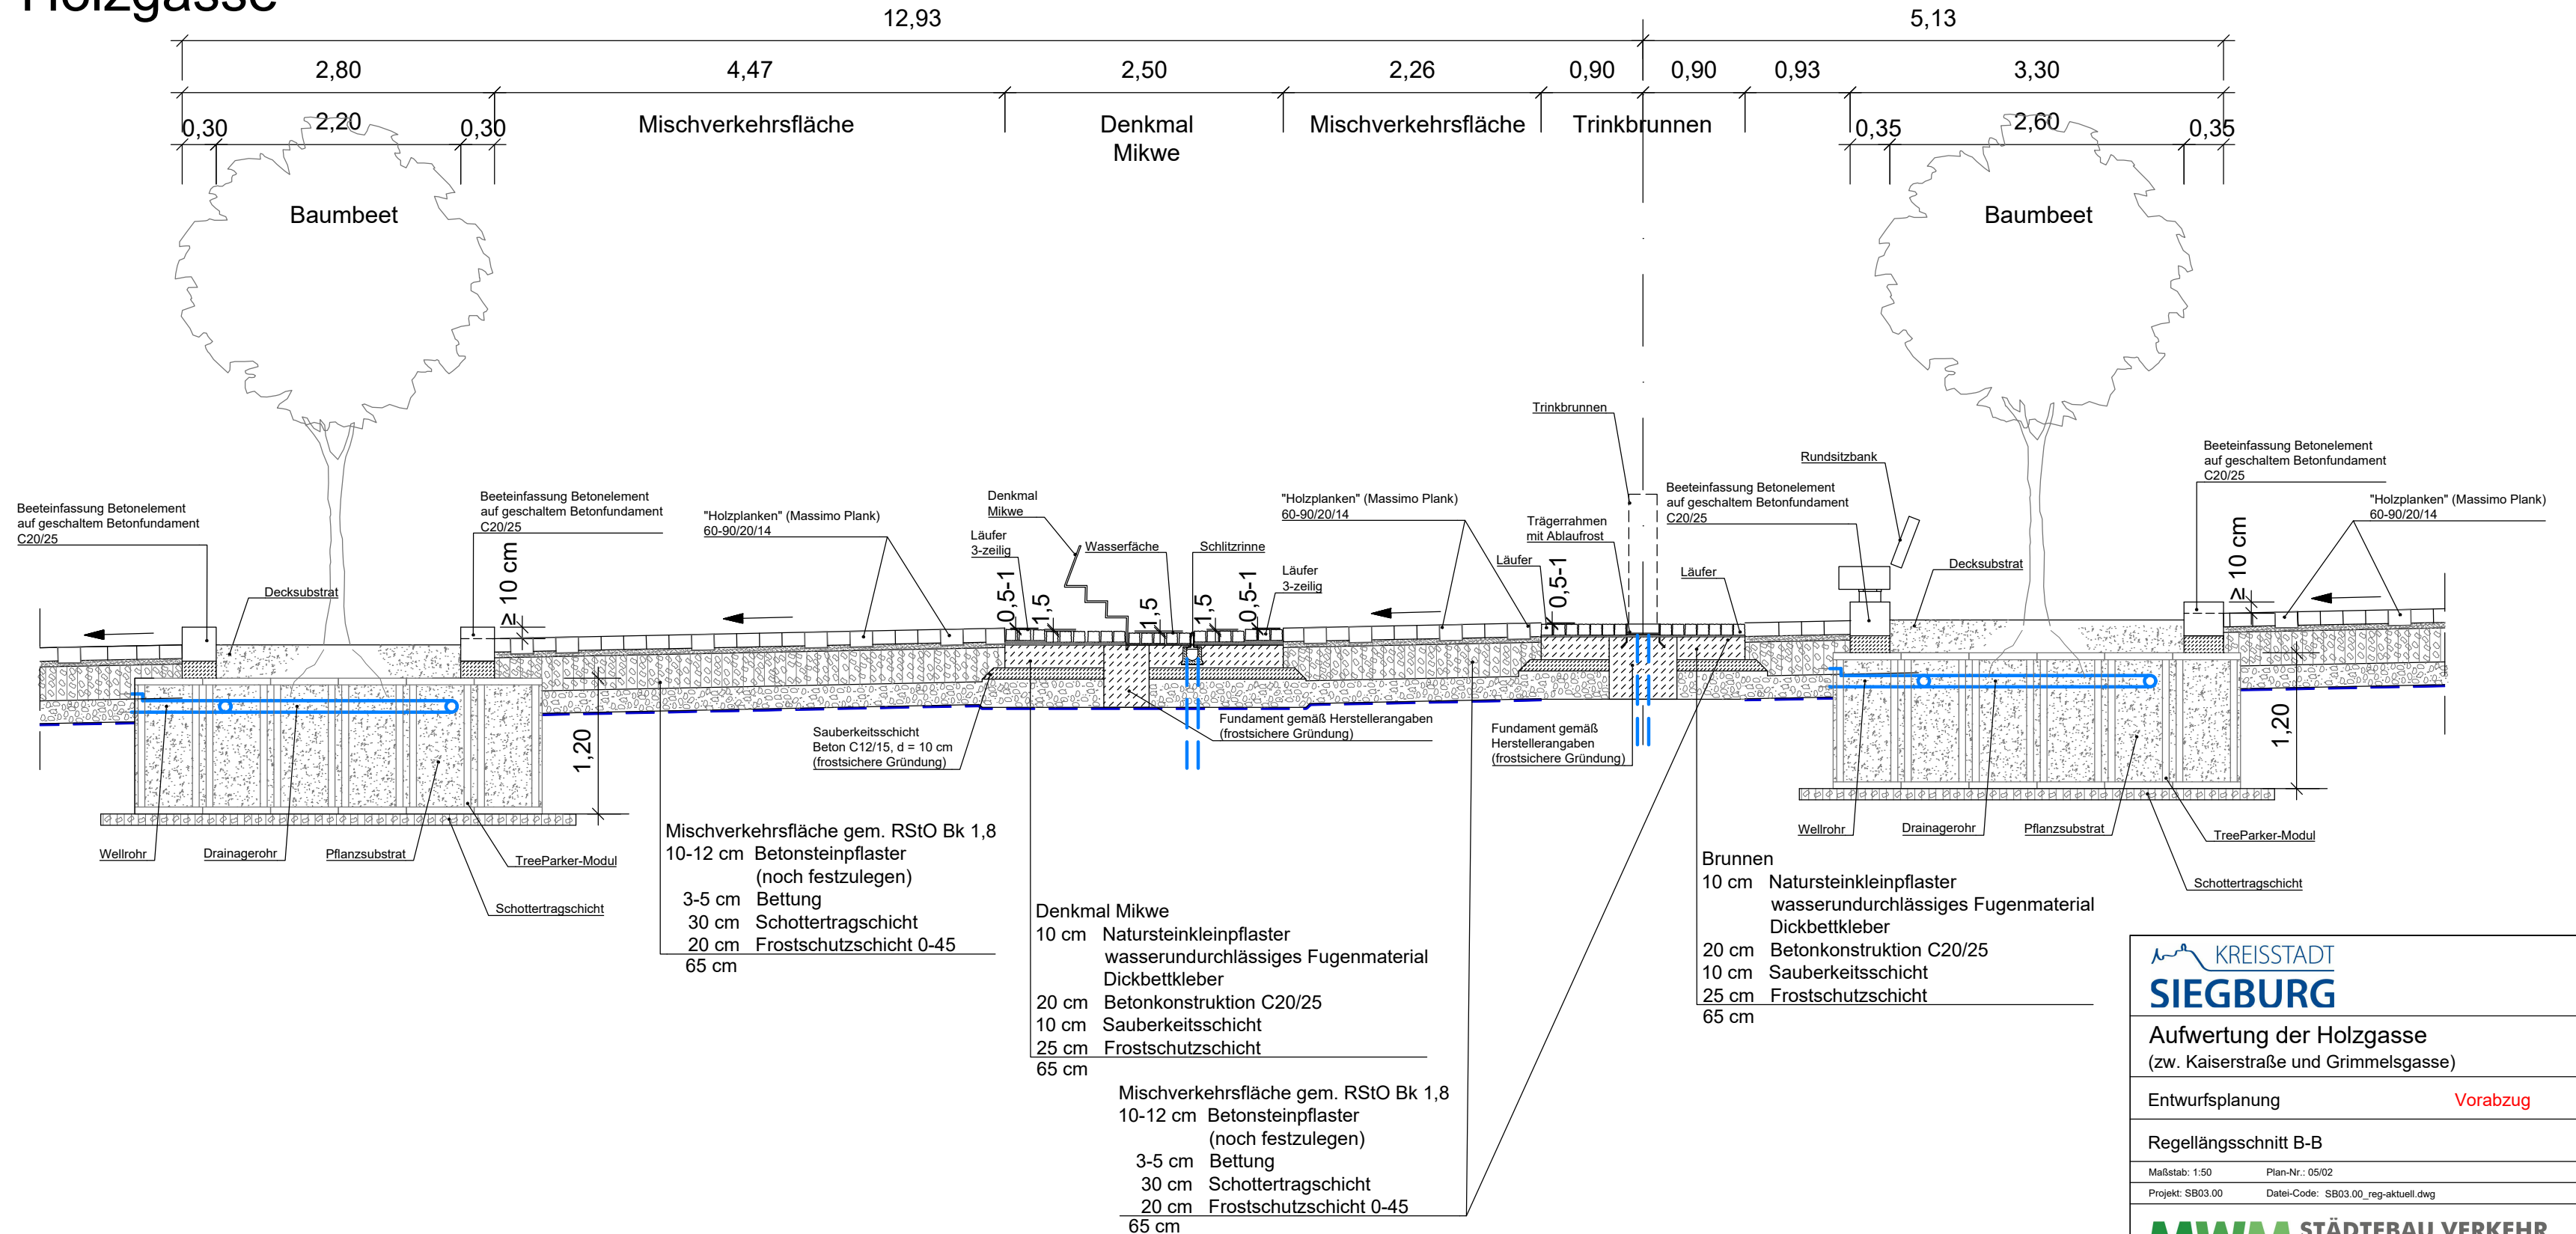 Holzgasse
12,93
5,13
2,80
4,47
2,50
2,26
0,90
0,90
0,93
3,30
0,30
2,20
0,30
Mischverkehrsfläche
Denkmal
Mikwe
Mischverkehrsfläche
Trinkbrunnen
0,35
2,60
0,35
Baumbeet
Baumbeet
Beeteinfassung Betonelement
auf geschaltem Betonfundament
C20/25
Decksubstrat
Beeteinfassung Betonelement
auf geschaltem Betonfundament
C20/25
≥ 10 cm
"Holzplanken" (Massimo Plank)
60-90/20/14
Läufer
3-zeilig
Denkmal
Mikwe
0,5-1
1,5
Wasserfäche
1,5
Schlitzrinne
1,5
0,5-1
Läufer
3-zeilig
"Holzplanken" (Massimo Plank)
60-90/20/14
Trinkbrunnen
Trägerrahmen
mit Ablaufrost
Läufer
0,5-1
Läufer
Beeteinfassung Betonelement
auf geschaltem Betonfundament
C20/25
Rundsitzbank
Decksubstrat
Beeteinfassung Betonelement
auf geschaltem Betonfundament
C20/25
≥ 10 cm
"Holzplanken" (Massimo Plank)
60-90/20/14
1,20
Sauberkeitsschicht
Beton C12/15, d = 10 cm
(frostsichere Gründung)
Fundament gemäß Herstellerangaben
(frostsichere Gründung)
Fundament gemäß
Herstellerangaben
(frostsichere Gründung)
1,20
Wellrohr
Drainagerohr
Pflanzsubstrat
TreeParker-Modul
Schottertragschicht
Wellrohr
Drainagerohr
Pflanzsubstrat
TreeParker-Modul
Schottertragschicht
Mischverkehrsfläche gem. RStO Bk 1,8
10-12 cm Betonsteinpflaster
(noch festzulegen)
3-5 cm Bettung
30 cm Schottertragschicht
20 cm Frostschutzschicht 0-45
65 cm
Denkmal Mikwe
10 cm Natursteinkleinpflaster
wasserundurchlässiges Fugenmaterial
Dickbettkleber
20 cm Betonkonstruktion C20/25
10 cm Sauberkeitsschicht
25 cm Frostschutzschicht
65 cm
Mischverkehrsfläche gem. RStO Bk 1,8
10-12 cm Betonsteinpflaster
(noch festzulegen)
3-5 cm Bettung
30 cm Schottertragschicht
20 cm Frostschutzschicht 0-45
65 cm
Brunnen
10 cm Natursteinkleinpflaster
wasserundurchlässiges Fugenmaterial
Dickbettkleber
20 cm Betonkonstruktion C20/25
10 cm Sauberkeitsschicht
25 cm Frostschutzschicht
65 cm
KREISSTADT
SIEGBURG
Aufwertung der Holzgasse
(zw. Kaiserstraße und Grimmelsgasse)
Entwurfsplanung Vorabzug
Regellängsschnitt B-B
Maßstab: 1:50 Plan-Nr.: 05/02
Projekt: SB03.00 Datei-Code: SB03.00_reg-aktuell.dwg
MWM STÄDTEBAU VERKEHR